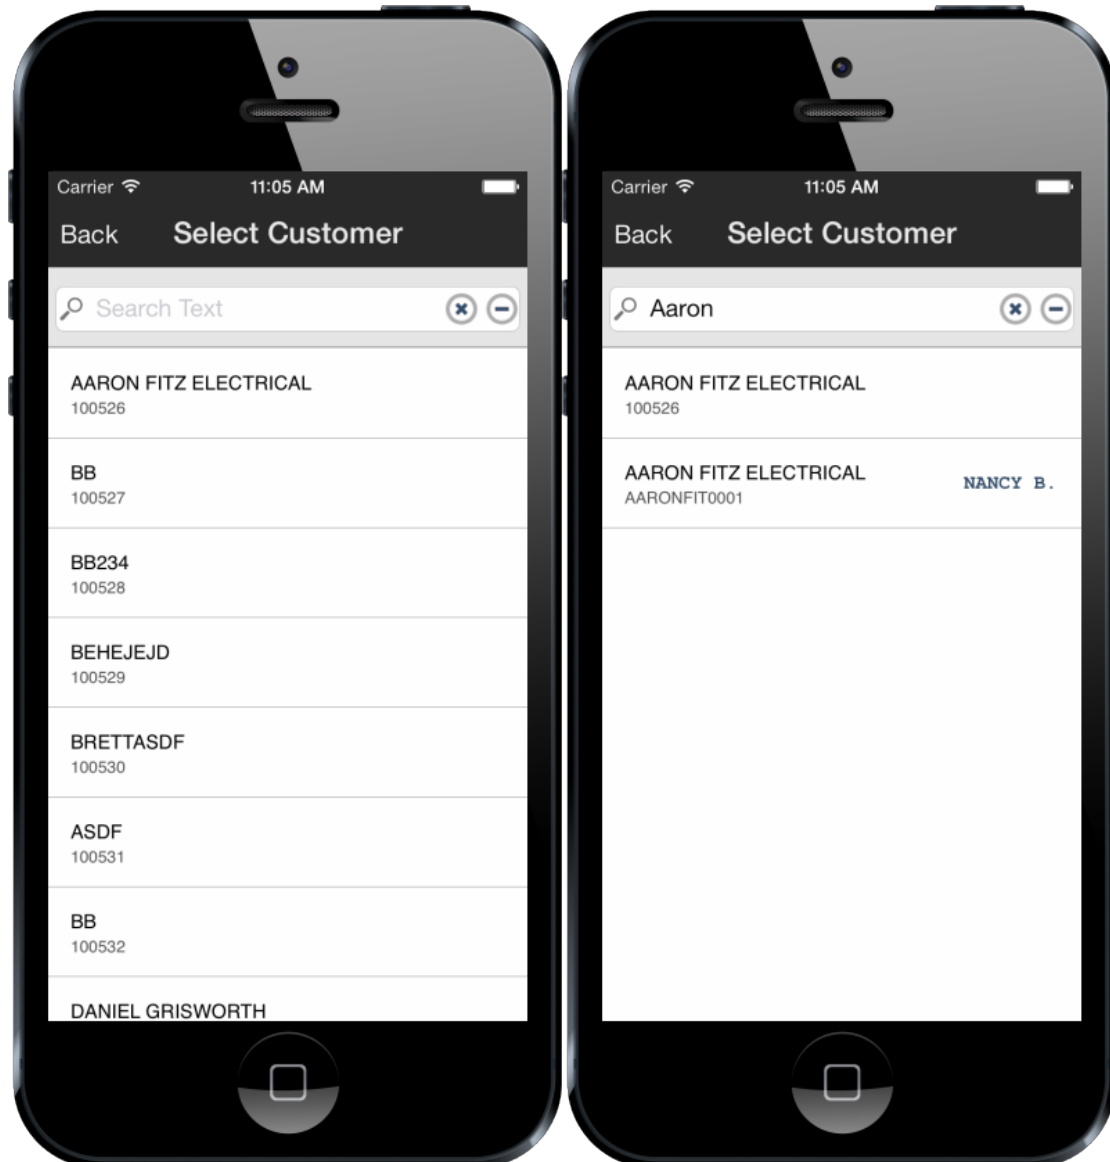 Carrier 11:05 AM
Back Select Customer
Search Text
AARON FITZ ELECTRICAL
100526
BB
100527
BB234
100528
BEHEJEJD
100529
BRETTASDF
100530
ASDF
100531
BB
100532
DANIEL GRISWORTH
Carrier 11:05 AM
Back Select Customer
Aaron
AARON FITZ ELECTRICAL
100526
AARON FITZ ELECTRICAL
AARONFIT0001
NANCY B.